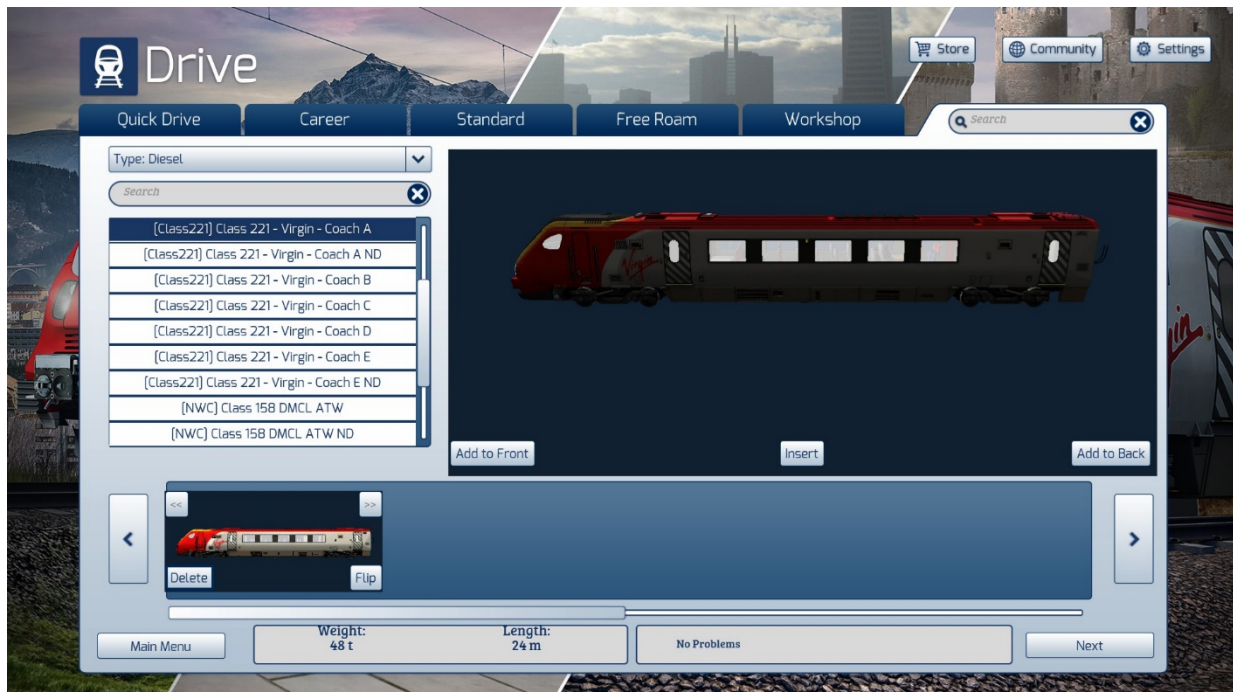 Drive
Store
Community
Settings
Quick Drive
Career
Standard
Free Roam
Workshop
Search
Type: Diesel
Search
[Class221] Class 221 - Virgin - Coach A
[Class221] Class 221 - Virgin - Coach A ND
[Class221] Class 221 - Virgin - Coach B
[Class221] Class 221 - Virgin - Coach C
[Class221] Class 221 - Virgin - Coach D
[Class221] Class 221 - Virgin - Coach E
[Class221] Class 221 - Virgin - Coach E ND
[NWC] Class 158 DMCL ATW
[NWC] Class 158 DMCL ATW ND
Virgin
Add to Front
Insert
Add to Back
<<
>>
Delete
Flip
<
>
Main Menu
Weight:
48 t
Length:
24 m
No Problems
Next